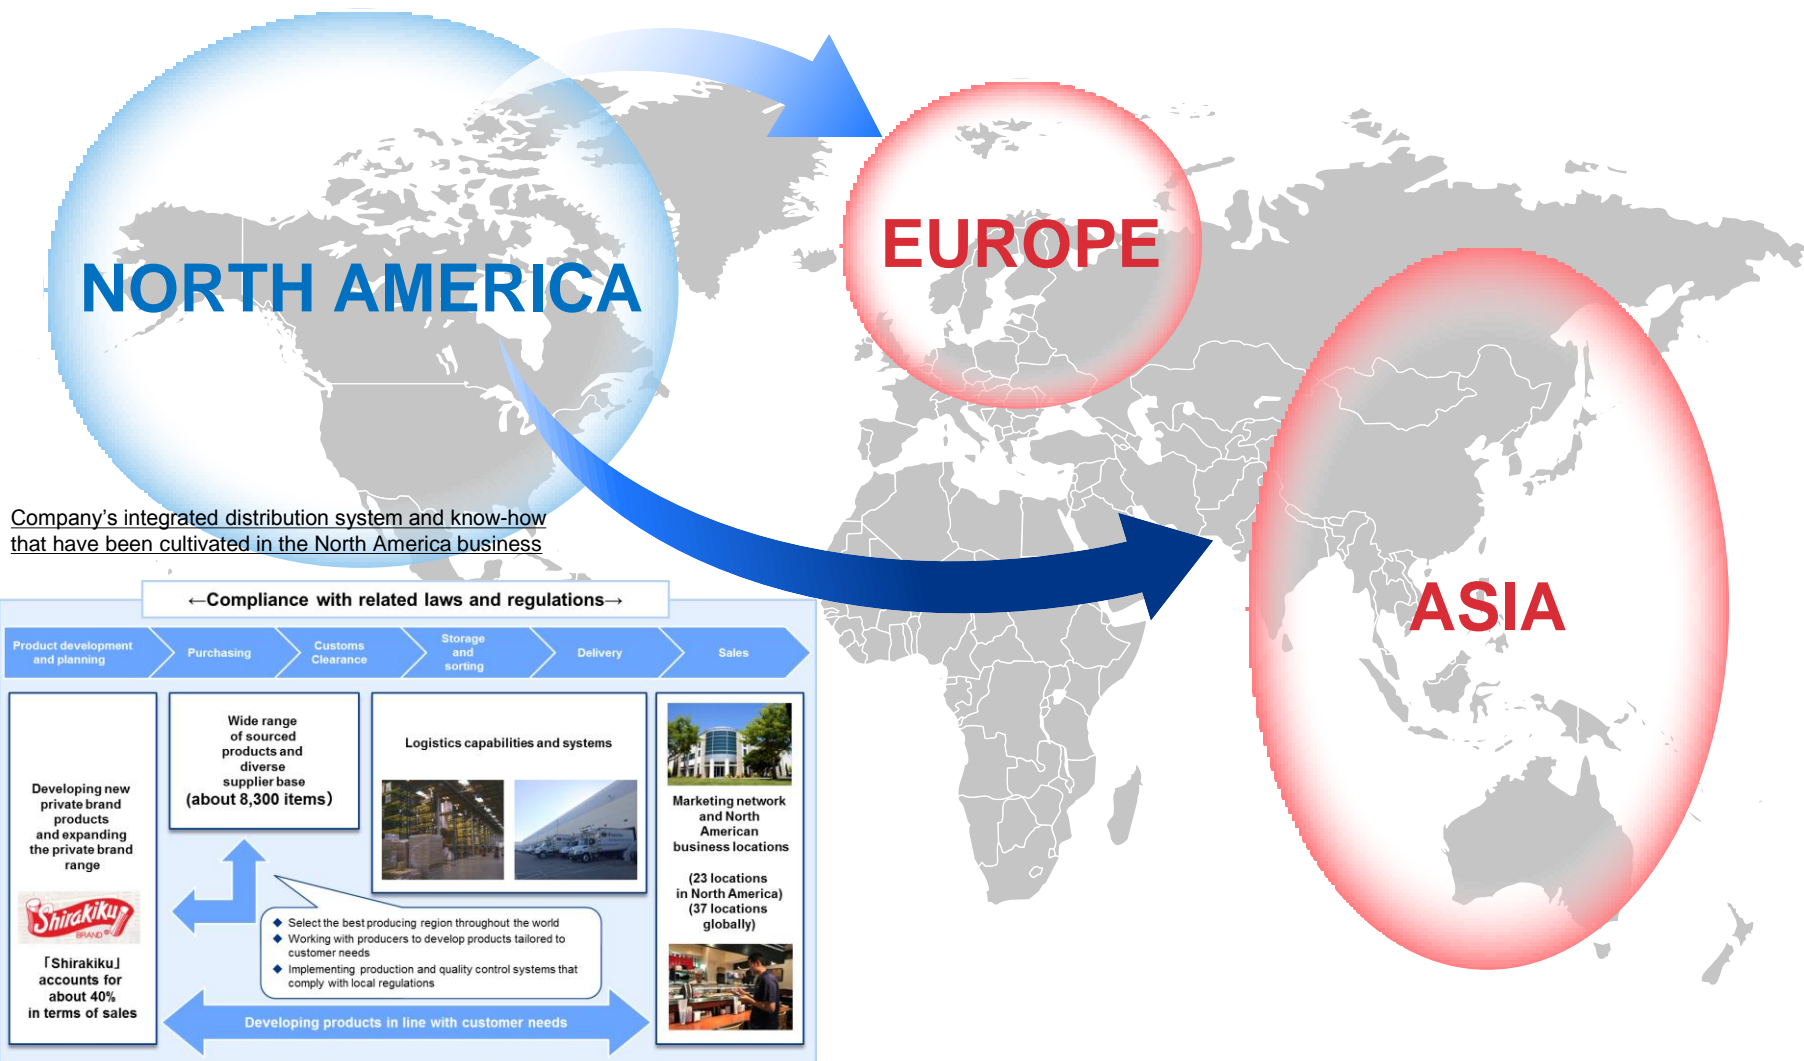 NORTH AMERICA
EUROPE
ASIA
Company’s integrated distribution system and know-how
that have been cultivated in the North America business
←Compliance with related laws and regulations→
Product development
and planning
Purchasing
Customs
Clearance
Storage
and
sorting
Delivery
Sales
Developing new
private brand
products
and expanding
the private brand
range
Shirakiku
BRAND ®
「Shirakiku」
accounts for
about 40%
in terms of sales
Wide range
of sourced
products and
diverse
supplier base
(about 8,300 items)
Logistics capabilities and systems
◆ Select the best producing region throughout the world
◆ Working with producers to develop products tailored to
customer needs
◆ Implementing production and quality control systems that
comply with local regulations
Developing products in line with customer needs
Marketing network
and North
American
business locations
(23 locations
in North America)
(37 locations
globally)